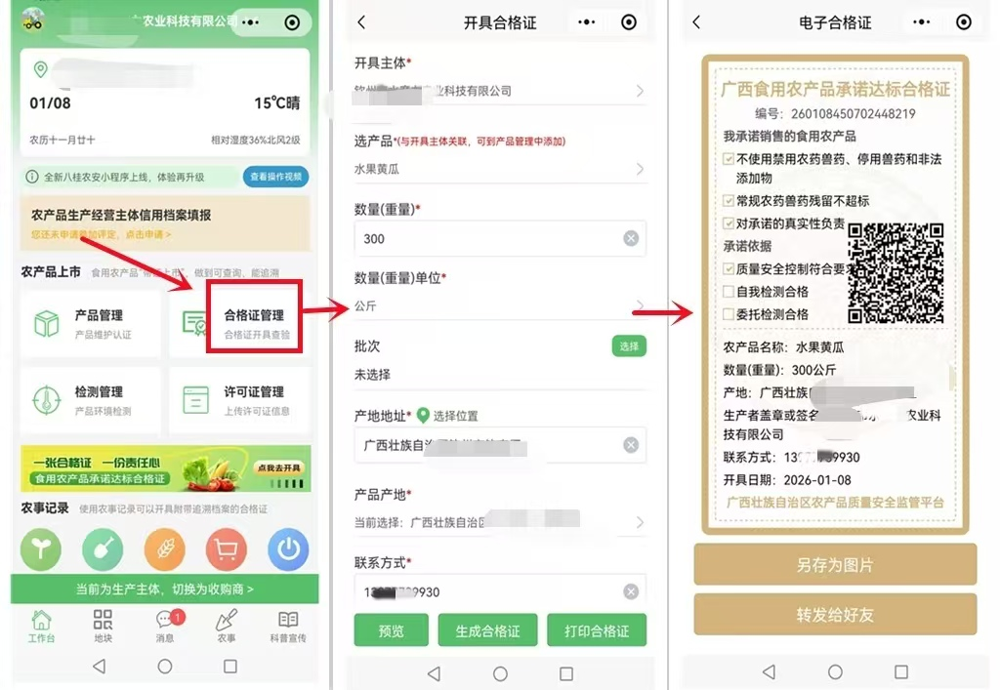 农业科技有限公司
01/08
15℃晴
农历十一月廿十
相对湿度36%北风2级
全新八桂农安小程序上线，体验再升级
查看操作视频
农产品生产经营主体信用档案填报
您还未申请参加评定，点击申请>
农产品上市
食用农产品"带证上市"，做到可查询、能追溯
产品管理
产品维护认证
合格证管理
合格证开具查验
检测管理
产品环境检测
许可证管理
上传许可证信息
一张合格证 一份责任心
食用农产品承诺达标合格证
点我去开具
农事记录
使用农事记录可以开具附带追溯档案的合格证
当前为生产主体，切换为收购商>
工作台
地块
1
消息
农事
科普宣传
开具合格证
开具主体*
业科技有限公司
选产品*(与开具主体关联，可到产品管理中添加)
水果黄瓜
数量(重量)*
300
数量(重量)单位*
公斤
批次
选择
未选择
产地地址*
选择位置
广西壮族自治
产品产地*
当前选择：广西壮族自治区
联系方式*
9930
预览
生成合格证
打印合格证
电子合格证
广西食用农产品承诺达标合格证
编号：260108450702448219
我承诺销售的食用农产品
不使用禁用农药兽药、停用兽药和非法
添加物
常规农药兽药残留不超标
对承诺的真实性负责
承诺依据
质量安全控制符合要求
自我检测合格
委托检测合格
农产品名称：水果黄瓜
数量(重量)：300公斤
产地：广西壮族
生产者盖章或签名
农业科
技有限公司
联系方式：13
9930
开具日期：2026-01-08
广西壮族自治区农产品质量安全监管平台
另存为图片
转发给好友